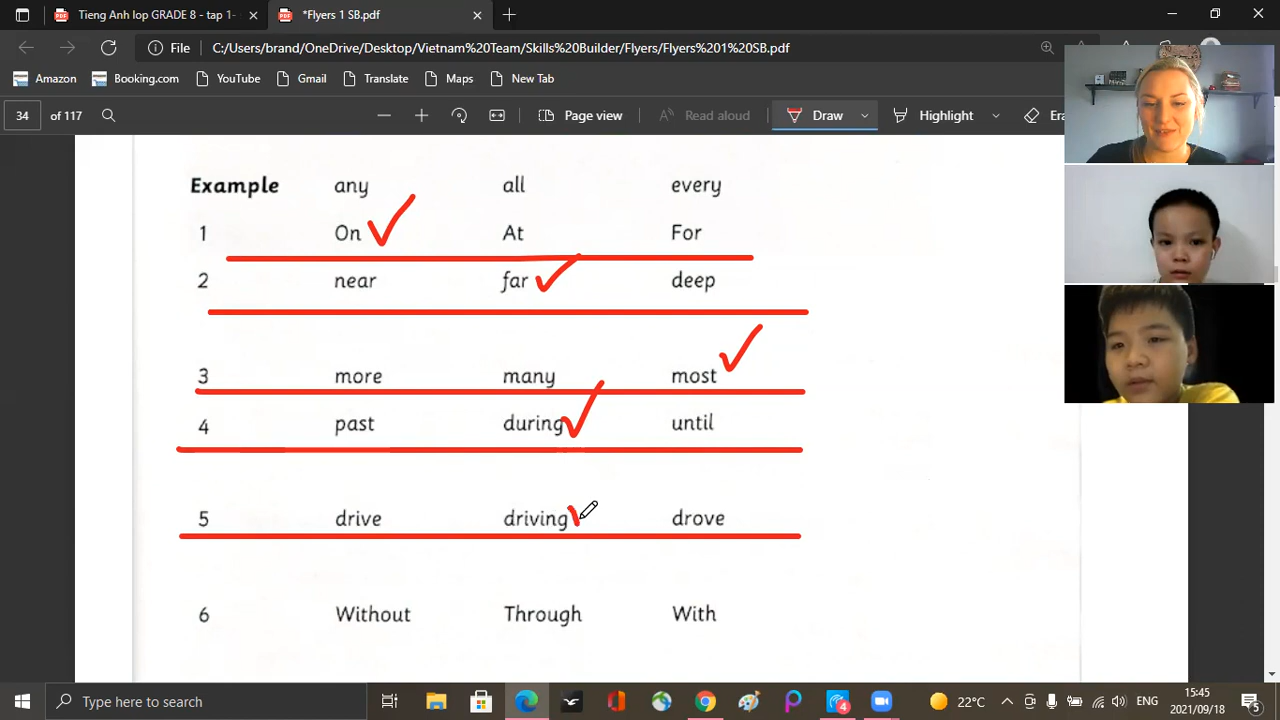 Tieng Anh lop GRADE 8 - tap 1-
*Flyers 1 SB.pdf
File C:/Users/brand/OneDrive/Desktop/Vietnam%20Team/Skills%20Builder/Flyers/Flyers%201%20SB.pdf
Amazon Booking.com YouTube Gmail Translate Maps New Tab
34 of 117 Page view Read aloud Draw Highlight Era
Example any all every
1 On At For
2 near far deep
3 more many most
4 past during until
5 drive driving drove
6 Without Through With
Type here to search
4
22°C
ENG
15:45
2021/09/18
5